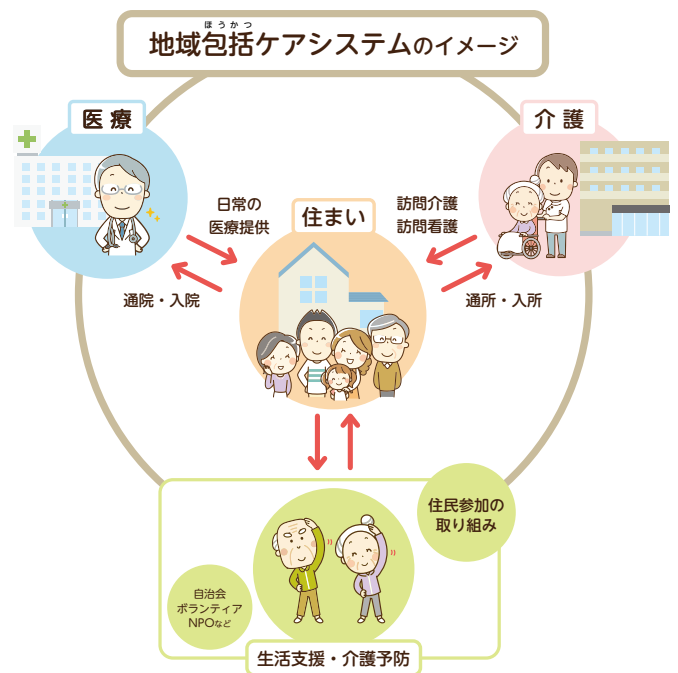 ほうかつ
地域包括ケアシステムのイメージ
医療
介護
日常の
医療提供
住まい
訪問介護
訪問看護
通院・入院
通所・入所
住民参加の
取り組み
自治会
ボランティア
NPOなど
生活支援・介護予防